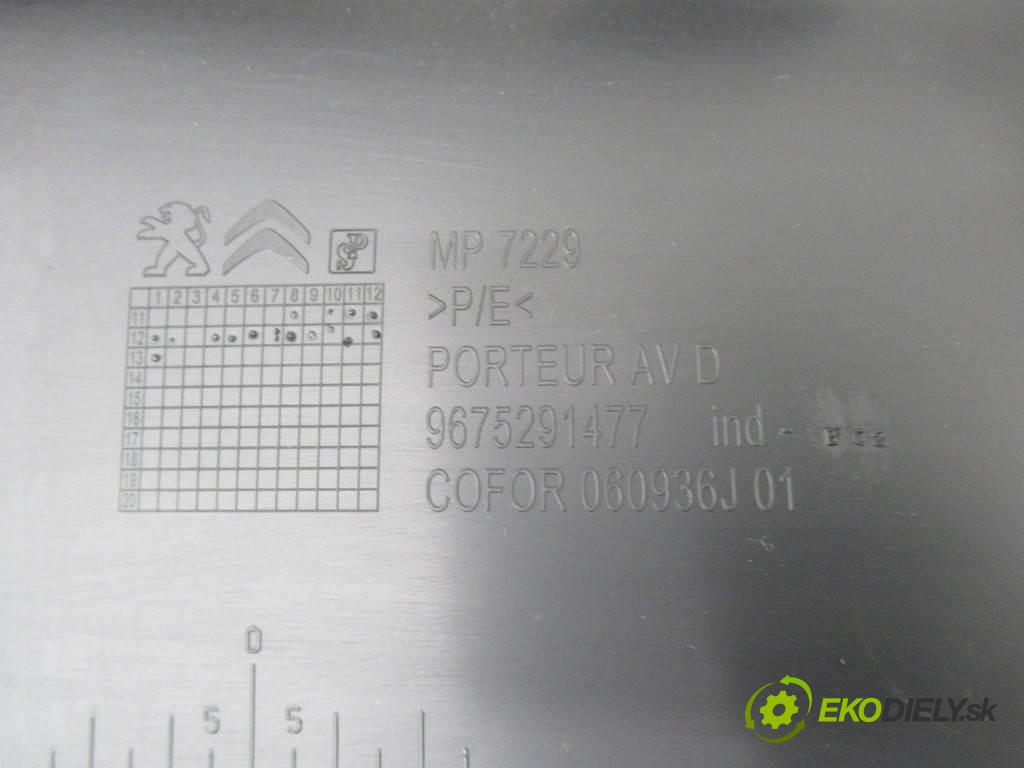 MP 7229
>P/E<
PORTEUR AV D
9675291477 ind -
COFOR 060936J 01
1 2 3 4 5 6 7 8 9 10 11 12
11
12
13
14
15
16
17
18
19
20
0
5 5
EKODIELY.sk